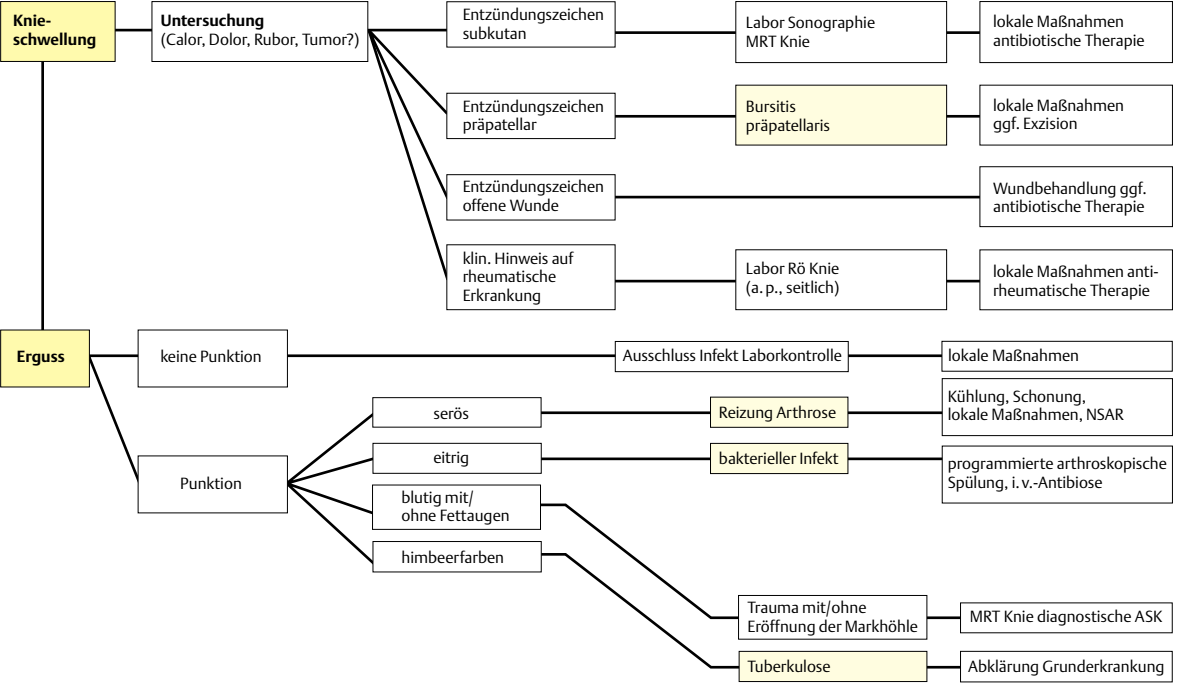 Knie-
schwellung
Untersuchung
(Calor, Dolor, Rubor, Tumor?)
Entzündungszeichen
subkutan
Labor Sonographie
MRT Knie
lokale Maßnahmen
antibiotische Therapie
Entzündungszeichen
präpatellar
Bursitis
präpatellaris
lokale Maßnahmen
ggf. Exzision
Entzündungszeichen
offene Wunde
Wundbehandlung ggf.
antibiotische Therapie
klin. Hinweis auf
rheumatische
Erkrankung
Labor Rö Knie
(a. p., seitlich)
lokale Maßnahmen anti-
rheumatische Therapie
Erguss
keine Punktion
Ausschluss Infekt Laborkontrolle
lokale Maßnahmen
Punktion
serös
Reizung Arthrose
Kühlung, Schonung,
lokale Maßnahmen, NSAR
eitrig
bakterieller Infekt
programmierte arthroskopische
Spülung, i. v.-Antibiose
blutig mit/
ohne Fettaugen
himbeerfarben
Trauma mit/ohne
Eröffnung der Markhöhle
MRT Knie diagnostische ASK
Tuberkulose
Abklärung Grunderkrankung